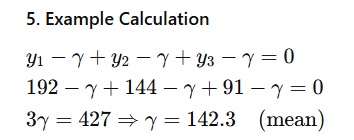 5. Example Calculation
y₁ − γ + y₂ − γ + y₃ − γ = 0
192 − γ + 144 − γ + 91 − γ = 0
3γ = 427 ⇒ γ = 142.3 (mean)